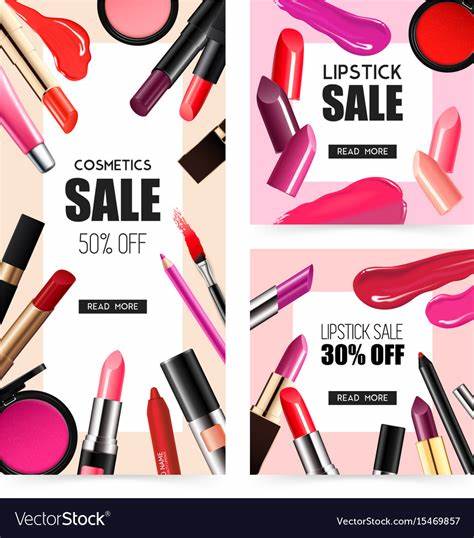 COSMETICS
SALE
50% OFF
READ MORE
LIPSTICK
SALE
READ MORE
LIPSTICK SALE
30% OFF
READ MORE
VectorStock®
VectorStock.com/15469857